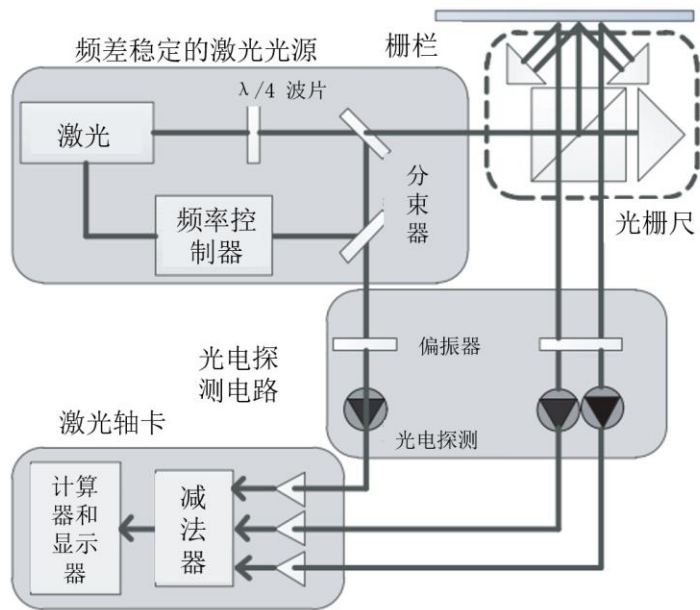 频差稳定的激光光源
栅栏
λ/4 波片
激光
分
束
器
频率控
制器
光栅尺
偏振器
光电探
测电路
光电探测
激光轴卡
计算
器和
显示
器
减
法
器